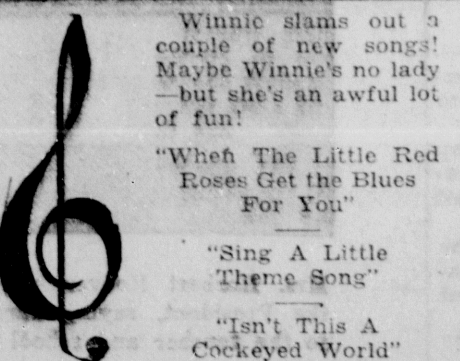 Winnie slams out a
couple of new songs!
Maybe Winnie's no lady
—but she's an awful lot
of fun!
"When The Little Red
Roses Get the Blues
For You"
"Sing A Little
Theme Song"
"Isn't This A
Cockeyed World"